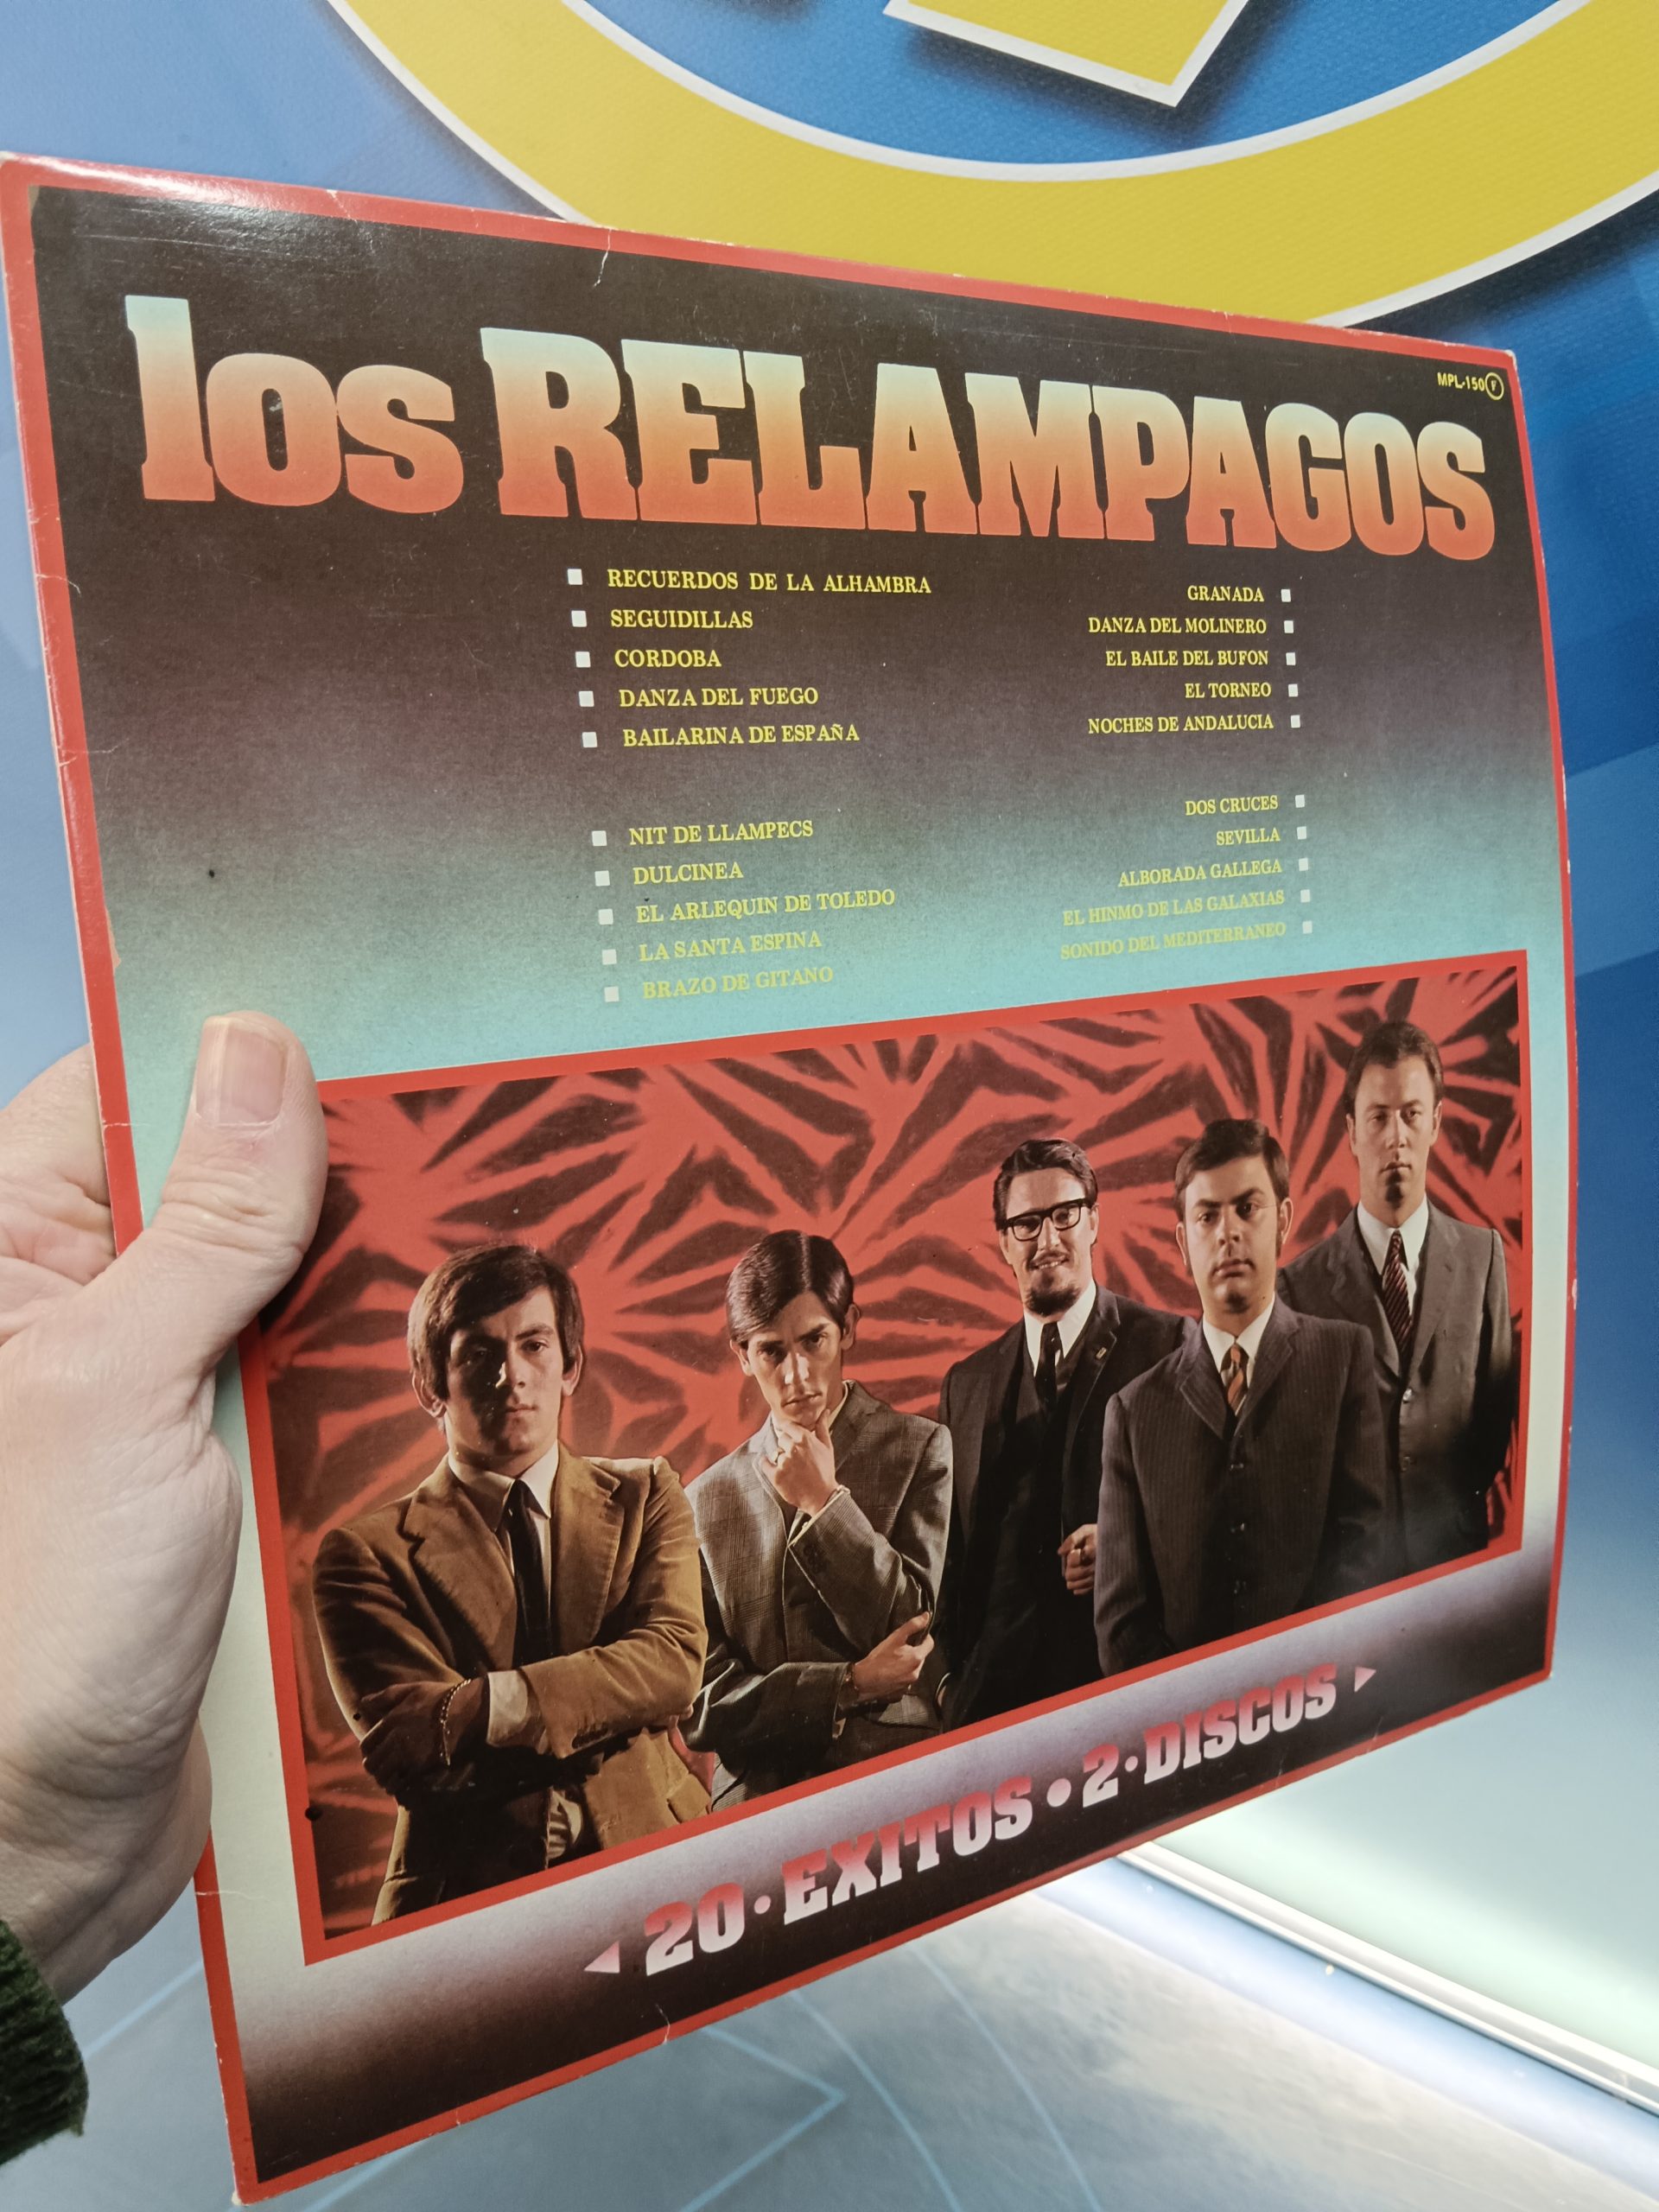 MPL-150 F
los RELAMPAGOS
RECUERDOS DE LA ALHAMBRA
SEGUIDILLAS
CORDOBA
DANZA DEL FUEGO
BAILARINA DE ESPAÑA
GRANADA
DANZA DEL MOLINERO
EL BAILE DEL BUFON
EL TORNEO
NOCHES DE ANDALUCIA
NIT DE LLAMPECS
DULCINEA
EL ARLEQUIN DE TOLEDO
LA SANTA ESPINA
BRAZO DE GITANO
DOS CRUCES
SEVILLA
ALBORADA GALLEGA
EL HINMO DE LAS GALAXIAS
SONIDO DEL MEDITERRANEO
20·EXITOS • 2·DISCOS